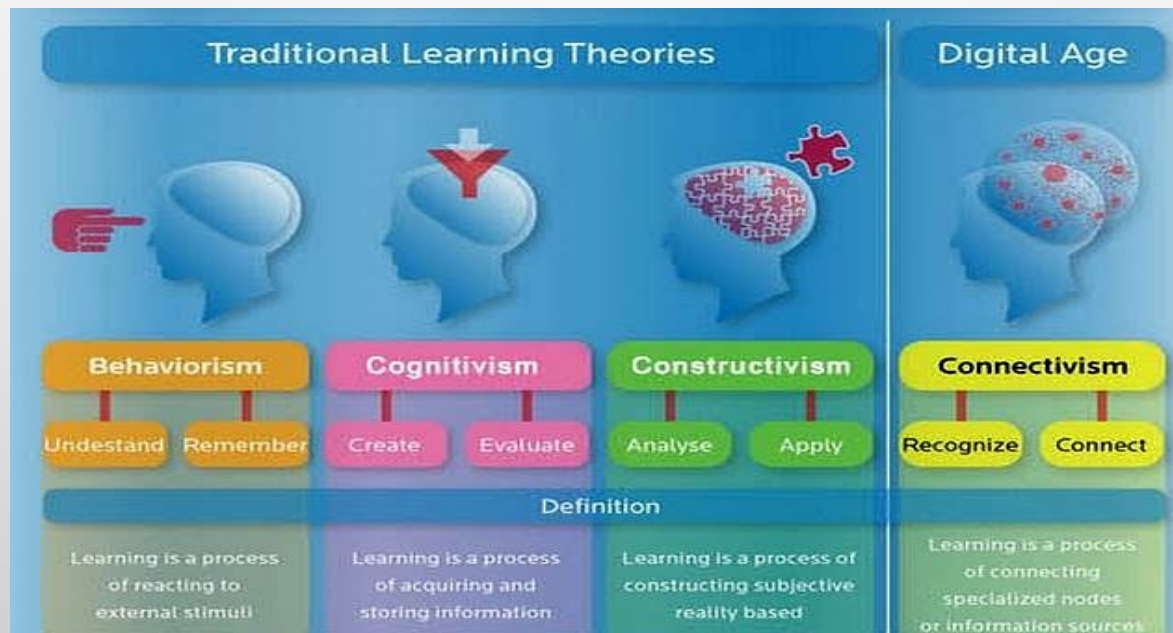 Traditional Learning Theories
Digital Age
Behaviorism
Cognitivism
Constructivism
Connectivism
Undestand
Remember
Create
Evaluate
Analyse
Apply
Recognize
Connect
Definition
Learning is a process
of reacting to
external stimuli
Learning is a process
of acquiring and
storing information
Learning is a process of
constructing subjective
reality based
Learning is a process
of connecting
specialized nodes
or information sources